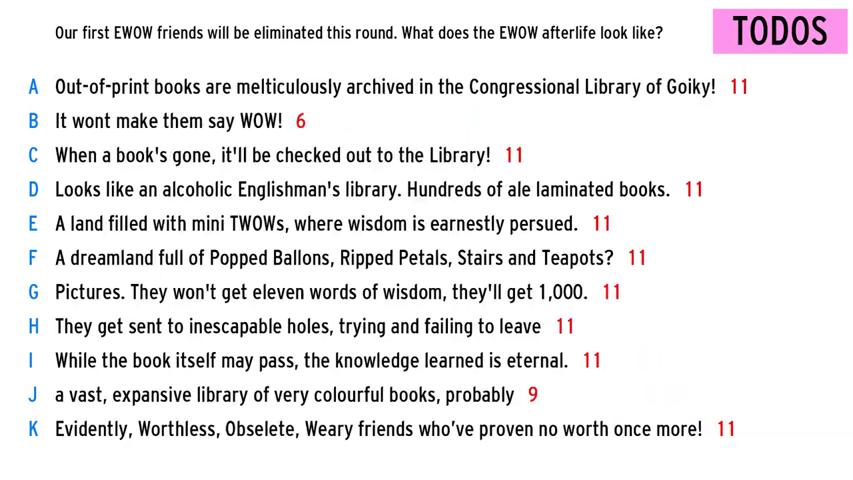 Our first EWOW friends will be eliminated this round. What does the EWOW afterlife look like?
TODOS
A Out-of-print books are melticulously archived in the Congressional Library of Goiky! 11
B It wont make them say WOW! 6
C When a book's gone, it'll be checked out to the Library! 11
D Looks like an alcoholic Englishman's library. Hundreds of ale laminated books. 11
E A land filled with mini TWOWs, where wisdom is earnestly persued. 11
F A dreamland full of Popped Ballons, Ripped Petals, Stairs and Teapots? 11
G Pictures. They won't get eleven words of wisdom, they'll get 1,000. 11
H They get sent to inescapable holes, trying and failing to leave 11
I While the book itself may pass, the knowledge learned is eternal. 11
J a vast, expansive library of very colourful books, probably 9
K Evidently, Worthless, Obselete, Weary friends who've proven no worth once more! 11